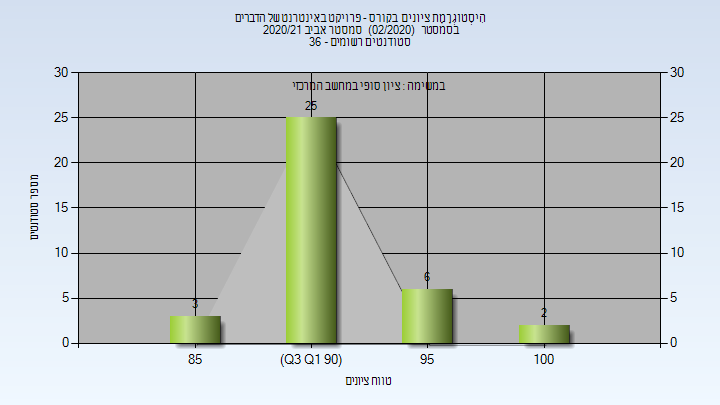 היסטוגרמת ציונים בקורס - פרויקט באינטרנט של הדברים
בסמסטר (02/2020) סמסטר אביב 2020/21
סטודנטים רשומים - 36
במשימה : ציון סופי במחשב המרכזי
30 30
25 25
20 20
15 15
10 10
5 5
0 0
מספר סטודנטים
3 25 6 2
85 (Q3 Q1 90) 95 100
טווח ציונים